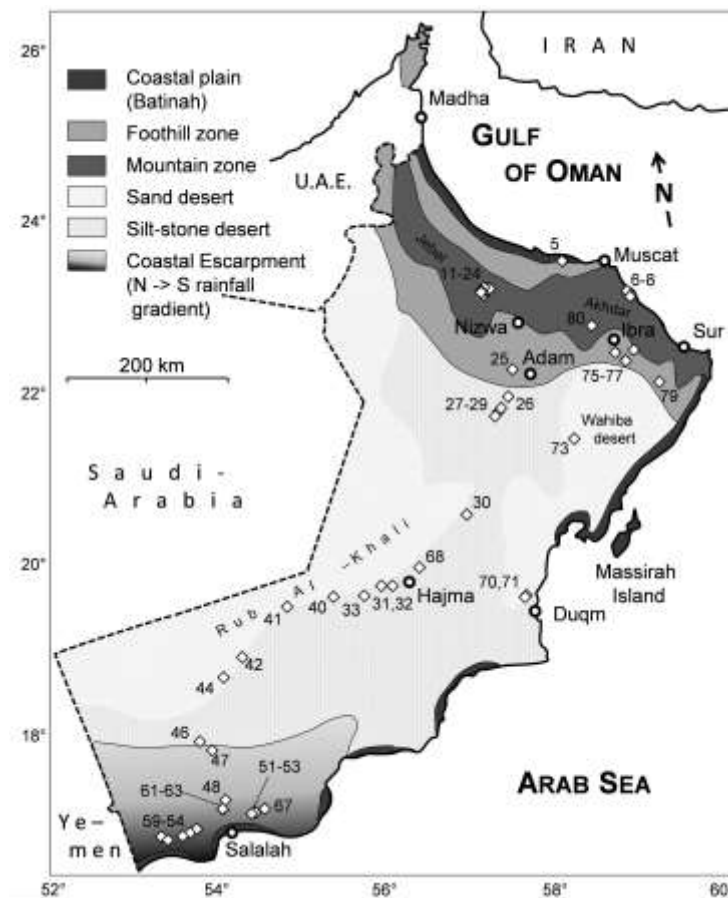 26°
24°
22°
20°
18°
52°
54°
56°
58°
60
Coastal plain
(Batinah)
Foothill zone
Mountain zone
Sand desert
Silt-stone desert
Coastal Escarpment
(N -> S rainfall
gradient)
200 km
IRAN
Madha
GULF
OF OMAN
U.A.E.
N
5
Muscat
Jebel
11-24
6-8
Akhdar
80
Nizwa
Ibra
Sur
25
Adam
75-77
79
27-29
26
Wahiba
desert
73
Saudi-
Arabia
30
Rub Al-Khali
68
Massirah
Island
70,71
Hajma
Duqm
31,32
33
40
41
42
44
46
47
48
51-53
61-63
67
59-54
ARAB SEA
Ye-
men
Salalah